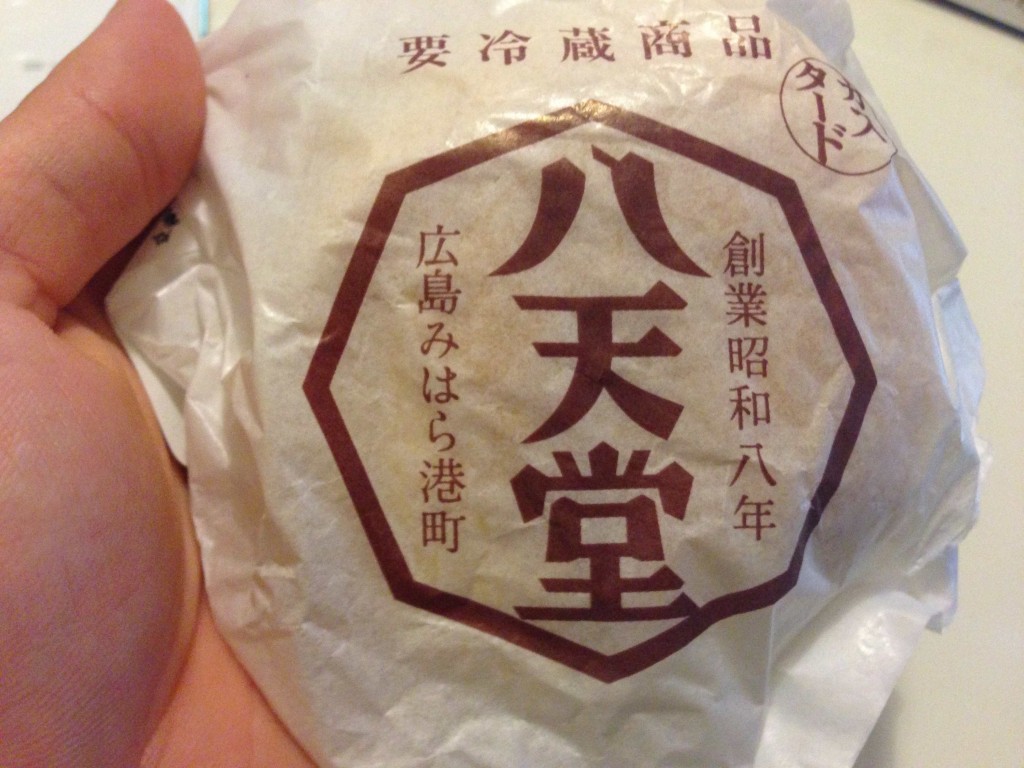 要冷蔵商品
カス
タード
創業昭和八年
八天堂
広島みはら港町